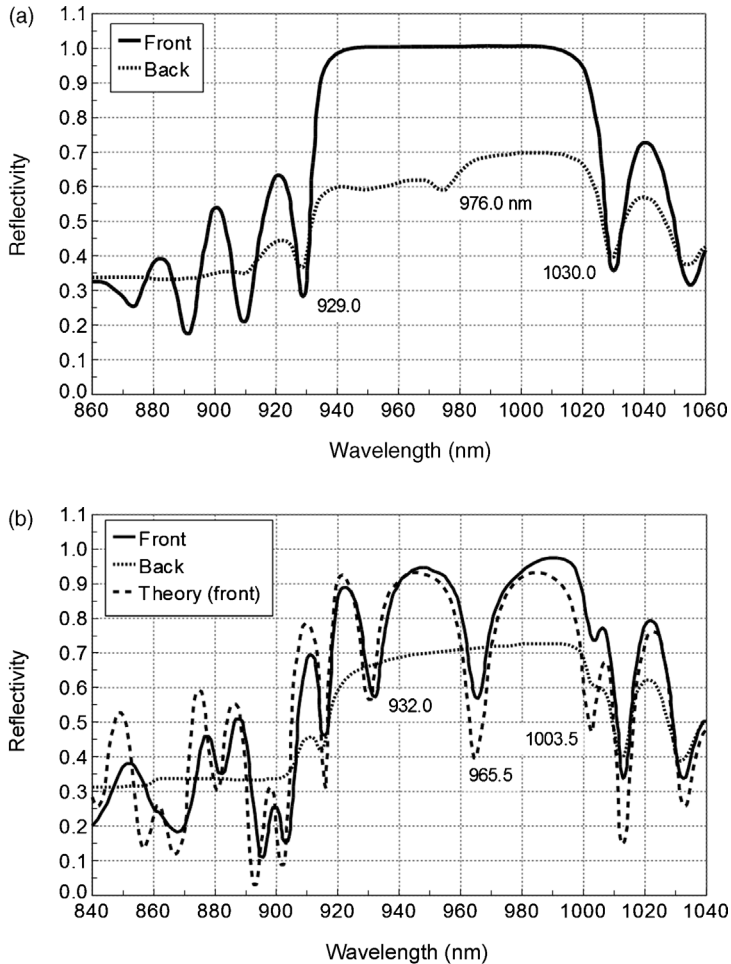 (a)
1.1
1.0
0.9
0.8
0.7
0.6
0.5
0.4
0.3
0.2
0.1
0.0
Reflectivity
Front
Back
976.0 nm
1030.0
929.0
860 880 900 920 940 960 980 1000 1020 1040 1060
Wavelength (nm)
(b)
1.1
1.0
0.9
0.8
0.7
0.6
0.5
0.4
0.3
0.2
0.1
0.0
Reflectivity
Front
Back
Theory (front)
932.0
1003.5
965.5
840 860 880 900 920 940 960 980 1000 1020 1040
Wavelength (nm)